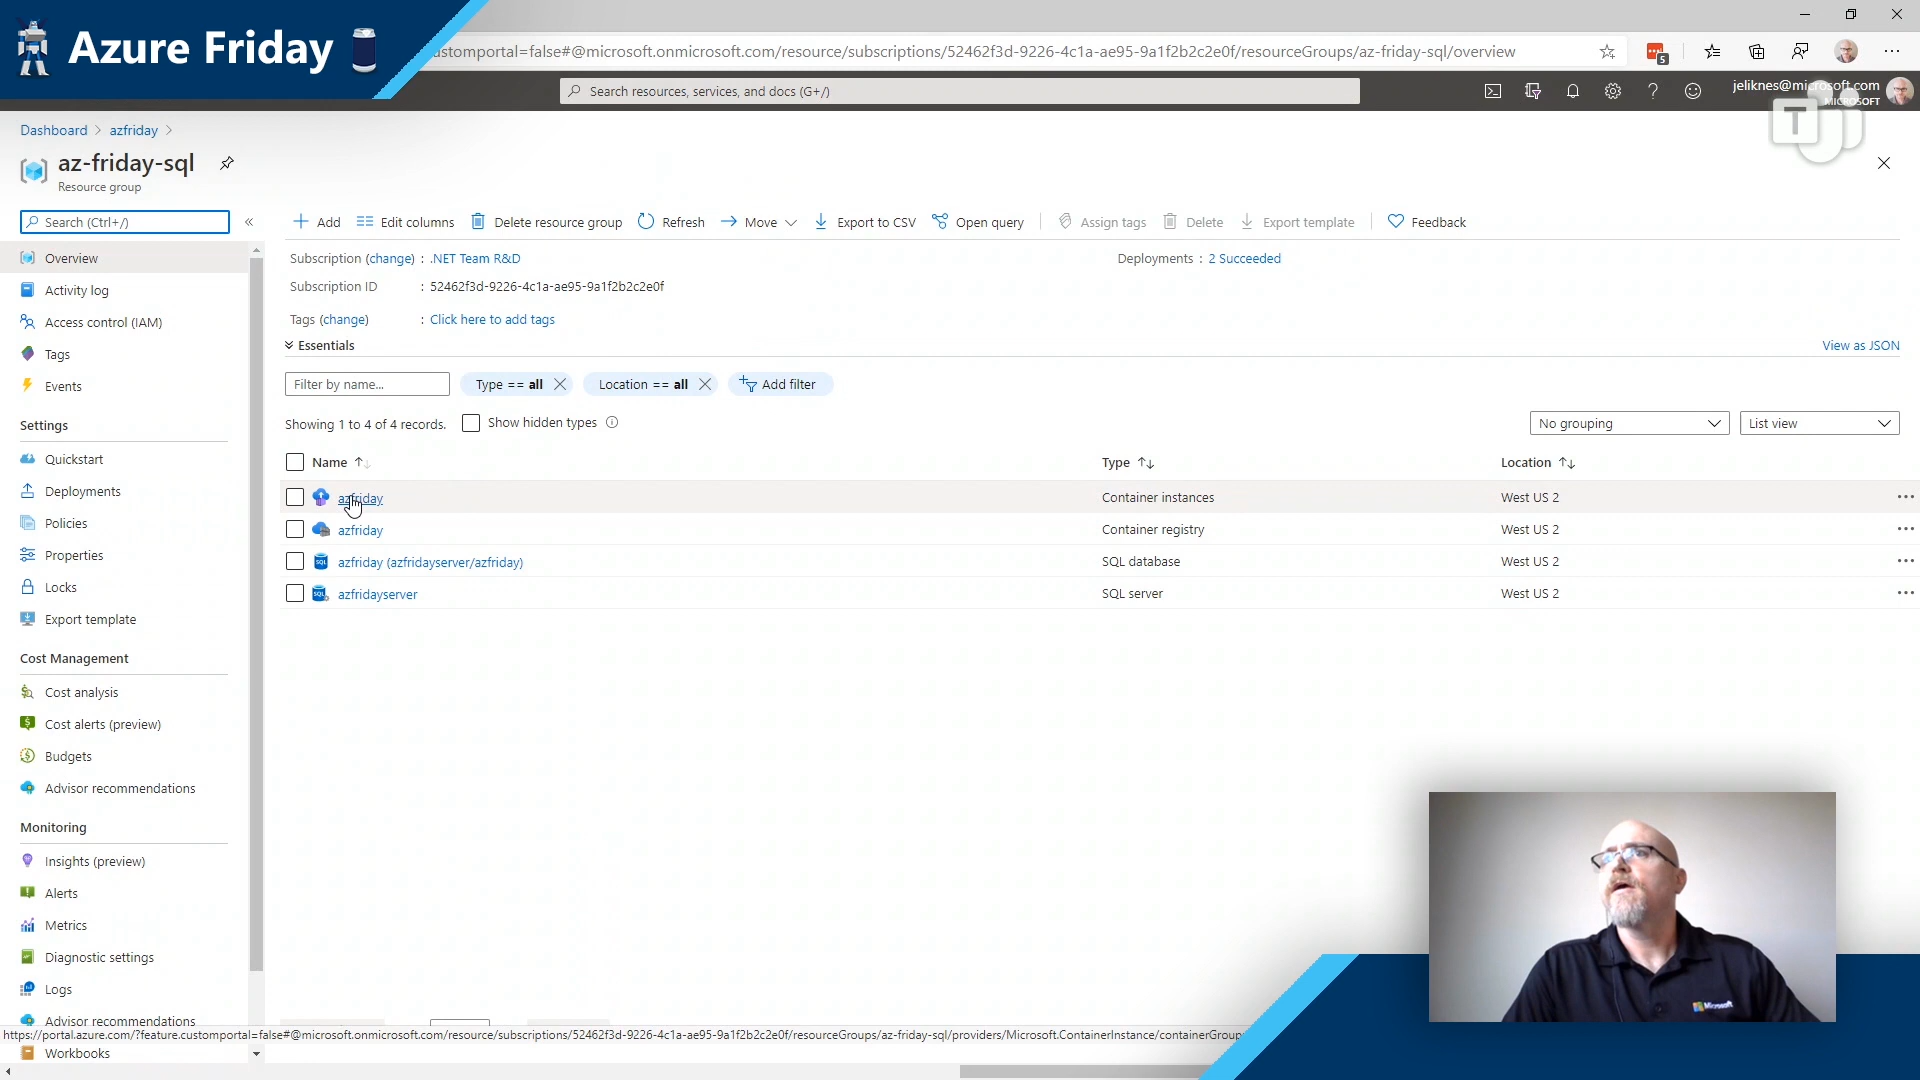 Azure Friday
stomportal=false#@microsoft.onmicrosoft.com/resource/subscriptions/52462f3d-9226-4c1a-ae95-9a1f2b2c2e0f/resourceGroups/az-friday-sql/overview
5
Search resources, services, and docs (G+/)
jeliknes@microsoft.com
MICROSOFT
T
Dashboard > azfriday >
az-friday-sql
Resource group
Search (Ctrl+/)
«
Add
Edit columns
Delete resource group
Refresh
Move
Export to CSV
Open query
Assign tags
Delete
Export template
Feedback
Overview
Activity log
Access control (IAM)
Tags
Events
Settings
Quickstart
Deployments
Policies
Properties
Locks
Export template
Cost Management
Cost analysis
Cost alerts (preview)
Budgets
Advisor recommendations
Monitoring
Insights (preview)
Alerts
Metrics
Diagnostic settings
Logs
Advisor recommendations
Workbooks
Subscription (change) : .NET Team R&D
Deployments : 2 Succeeded
Subscription ID : 52462f3d-9226-4c1a-ae95-9a1f2b2c2e0f
Tags (change) : Click here to add tags
Essentials
View as JSON
Filter by name...
Type == all
Location == all
Add filter
Showing 1 to 4 of 4 records.
Show hidden types
No grouping
List view
Name Type Location
azfriday Container instances West US 2
azfriday Container registry West US 2
azfriday (azfridayserver/azfriday) SQL database West US 2
azfridayserver SQL server West US 2
https://portal.azure.com/?feature.customportal=false#@microsoft.onmicrosoft.com/resource/subscriptions/52462f3d-9226-4c1a-ae95-9a1f2b2c2e0f/resourceGroups/az-friday-sql/providers/Microsoft.ContainerInstance/containerGroup
Microsoft